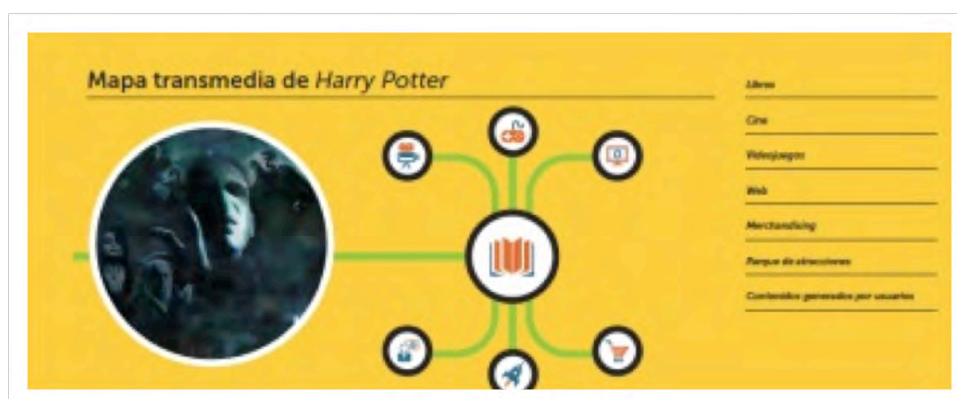 Mapa transmedia de Harry Potter
Libros
Cine
Videojuegos
Web
Merchandising
Parque de atracciones
Contenidos generados por usuarios